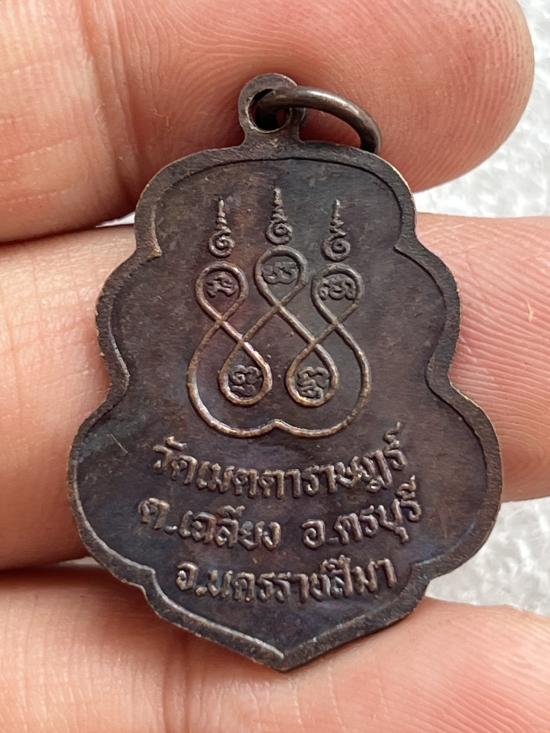 วัดเมตตาราษฎร์
ต.เฉลียง อ.ครบุรี
จ.นครราชสีมา